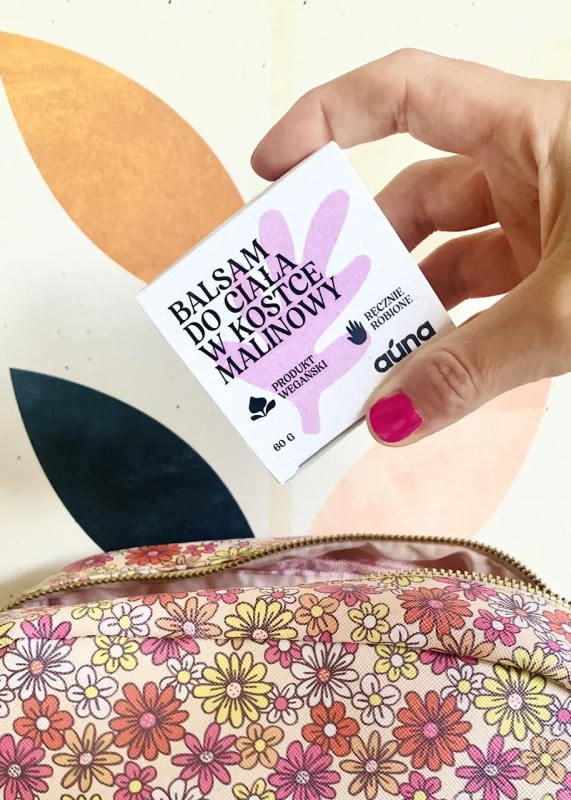 BALSAM
DO CIAŁA
W KOSTCE
MALINOWY
RĘCZNIE
ROBIONE
PRODUKT
WEGAŃSKI
aúna
60 G